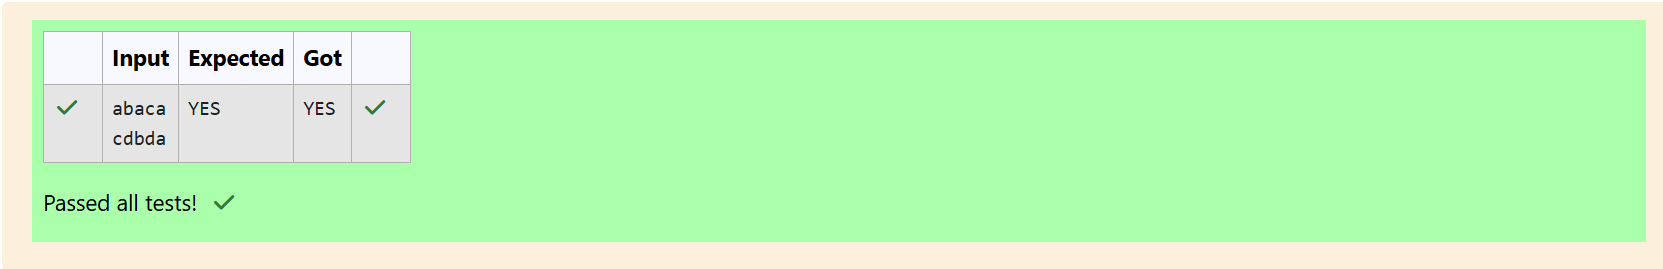 Input Expected Got
abaca YES YES
cdbda
Passed all tests!